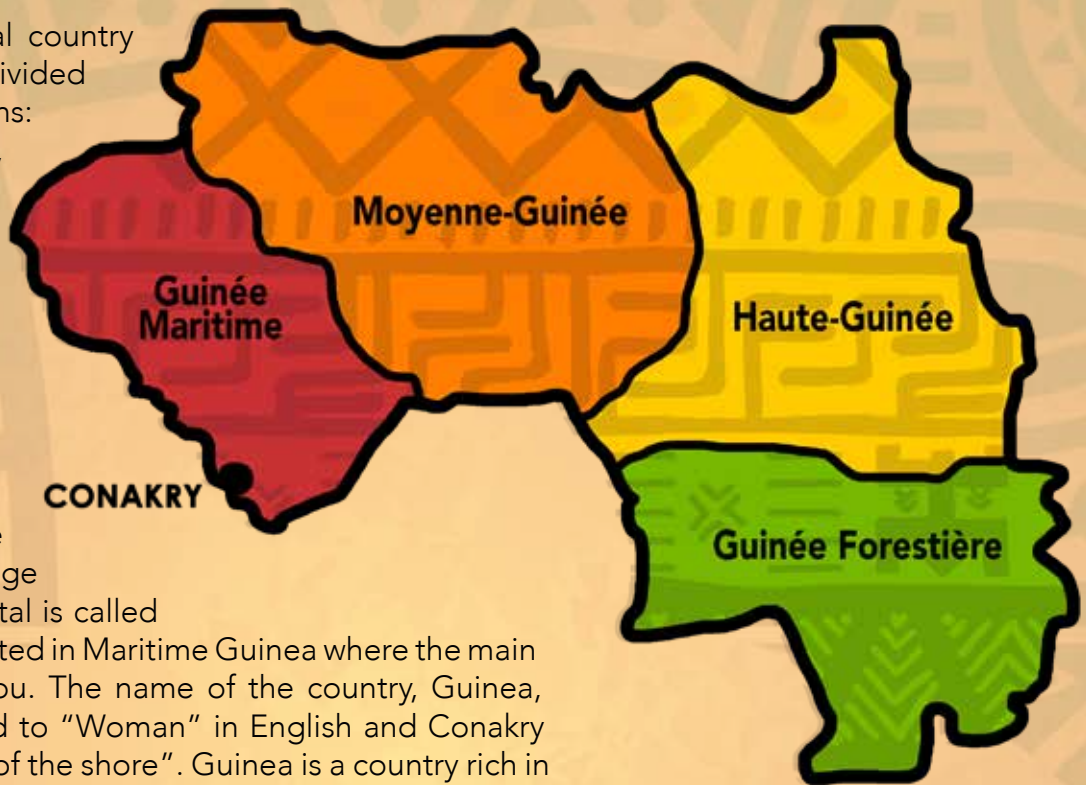 al country
ivided
ns:
Moyenne-Guinée
Guinée
Maritime
Haute-Guinée
CONAKRY
Guinée Forestière
e
ge
tal is called
ted in Maritime Guinea where the main
ou. The name of the country, Guinea,
d to “Woman” in English and Conakry
of the shore”. Guinea is a country rich in